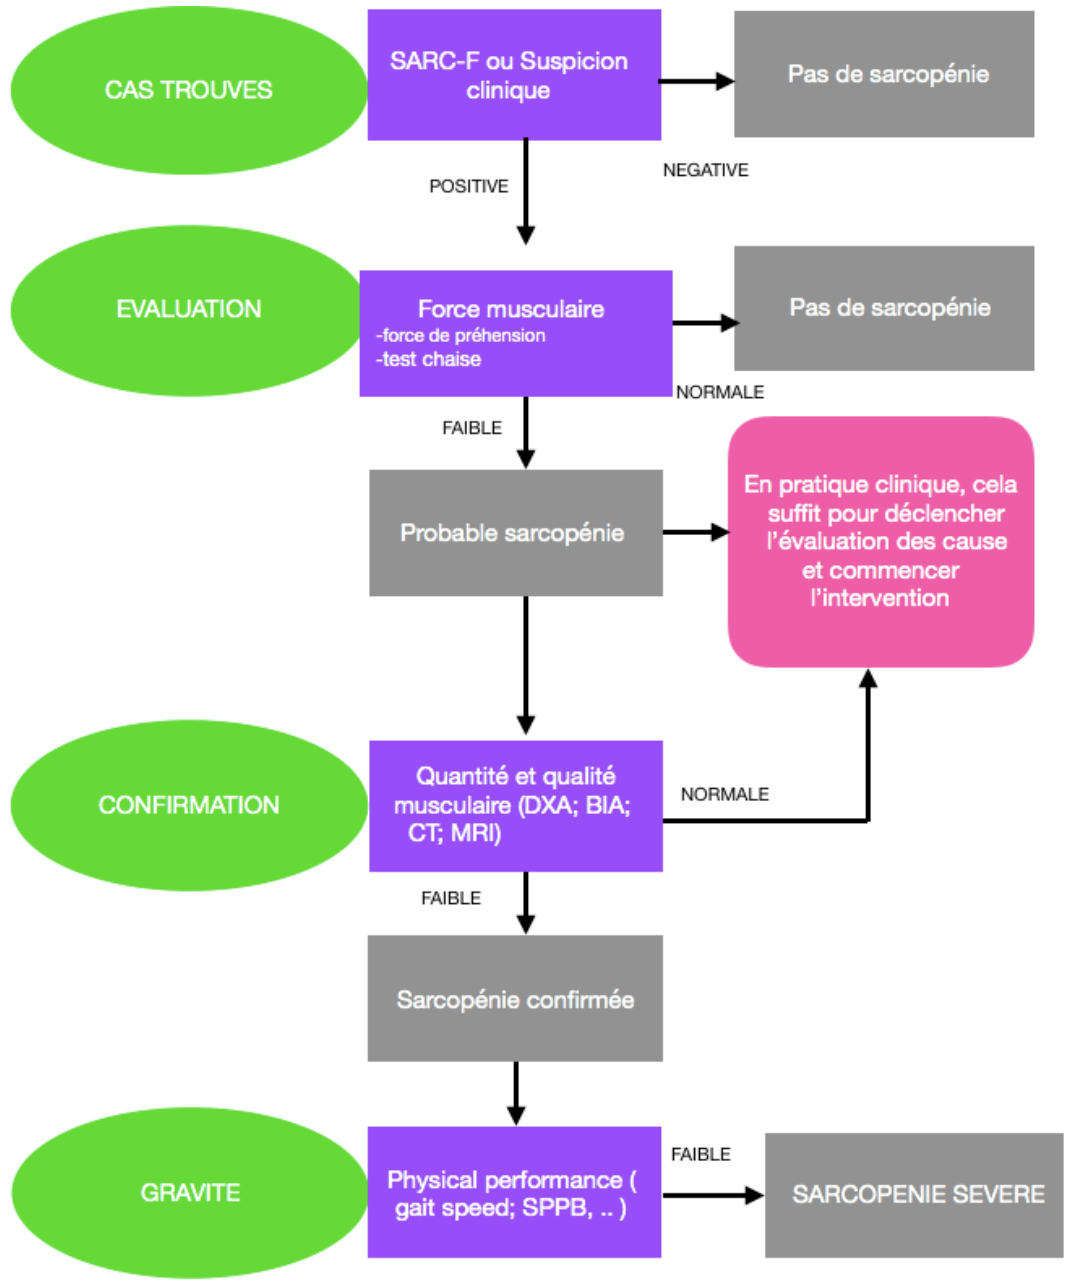 CAS TROUVES
SARC-F ou Suspicion
clinique
Pas de sarcopénie
POSITIVE
NEGATIVE
EVALUATION
Force musculaire
-force de préhension
-test chaise
Pas de sarcopénie
NORMALE
FAIBLE
Probable sarcopénie
En pratique clinique, cela
suffit pour déclencher
l’évaluation des cause
et commencer
l’intervention
CONFIRMATION
Quantité et qualité
musculaire (DXA; BIA;
CT; MRI)
NORMALE
FAIBLE
Sarcopénie confirmée
GRAVITE
Physical performance (
gait speed; SPPB, .. )
FAIBLE
SARCOPENIE SEVERE